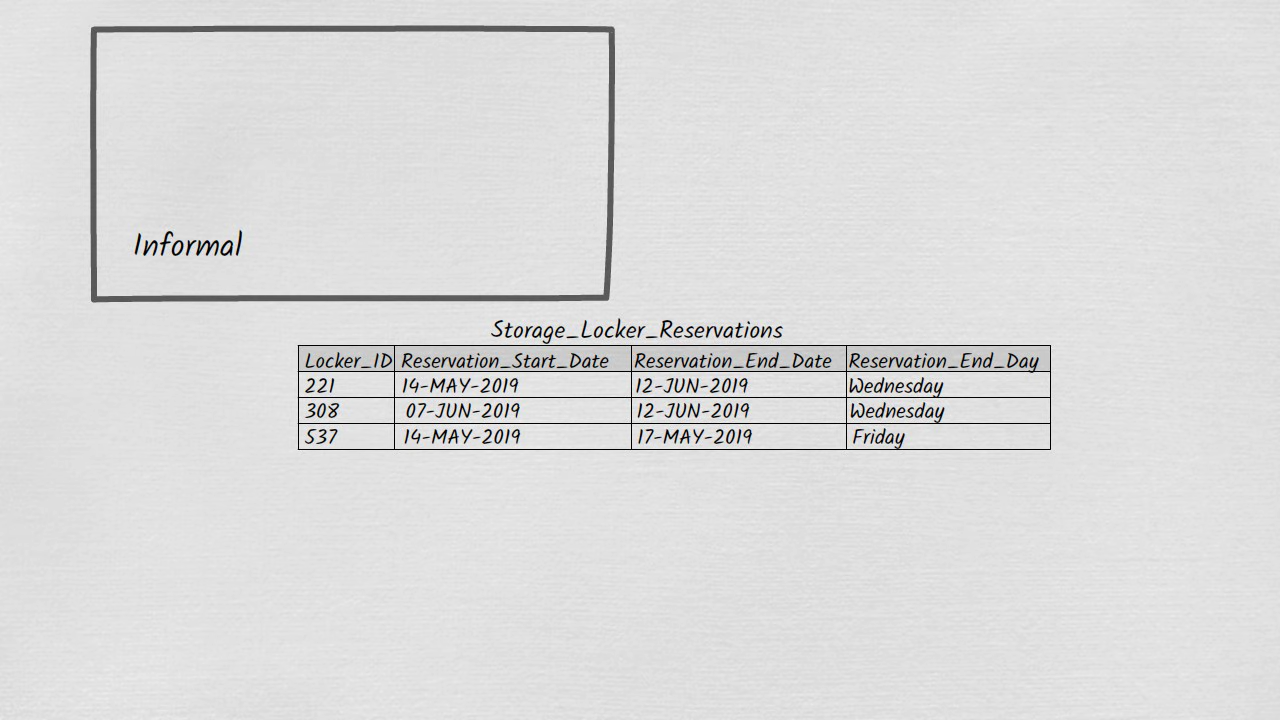 Informal
Storage_Locker_Reservations
Locker_ID Reservation_Start_Date Reservation_End_Date Reservation_End_Day
221 14-MAY-2019 12-JUN-2019 Wednesday
308 07-JUN-2019 12-JUN-2019 Wednesday
537 14-MAY-2019 17-MAY-2019 Friday